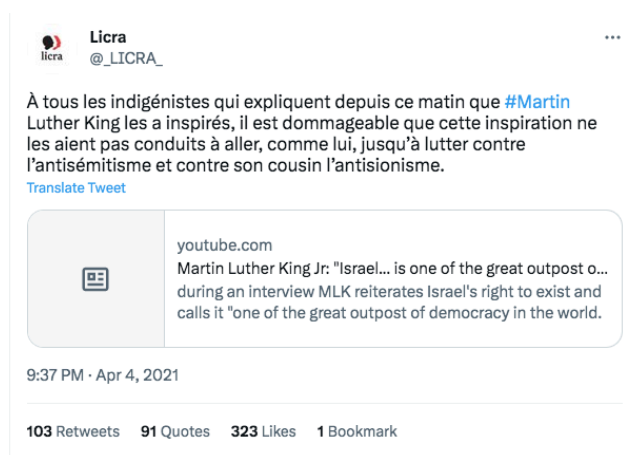 licra
Licra
@_LICRA_
...
À tous les indigénistes qui expliquent depuis ce matin que #Martin
Luther King les a inspirés, il est dommageable que cette inspiration ne
les aient pas conduits à aller, comme lui, jusqu’à lutter contre
l’antisémitisme et contre son cousin l’antisionisme.
Translate Tweet
youtube.com
Martin Luther King Jr: "Israel... is one of the great outpost o...
during an interview MLK reiterates Israel's right to exist and
calls it "one of the great outpost of democracy in the world.
9:37 PM · Apr 4, 2021
103 Retweets 91 Quotes 323 Likes 1 Bookmark